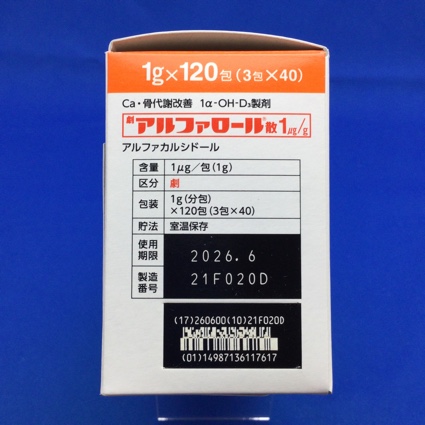 1g×120包(3包×40)
Ca・骨代謝改善 1α-OH-D₃製剤
劇 アルファロール®散1μg/g
アルファカルシドール
含量 1μg/包(1g)
区分 劇
包装 1g(分包)
×120包(3包×40)
貯法 室温保存
使用
期限 2026.6
製造
番号 21F020D
(17)260600(10)21F020D
(01)14987136117617